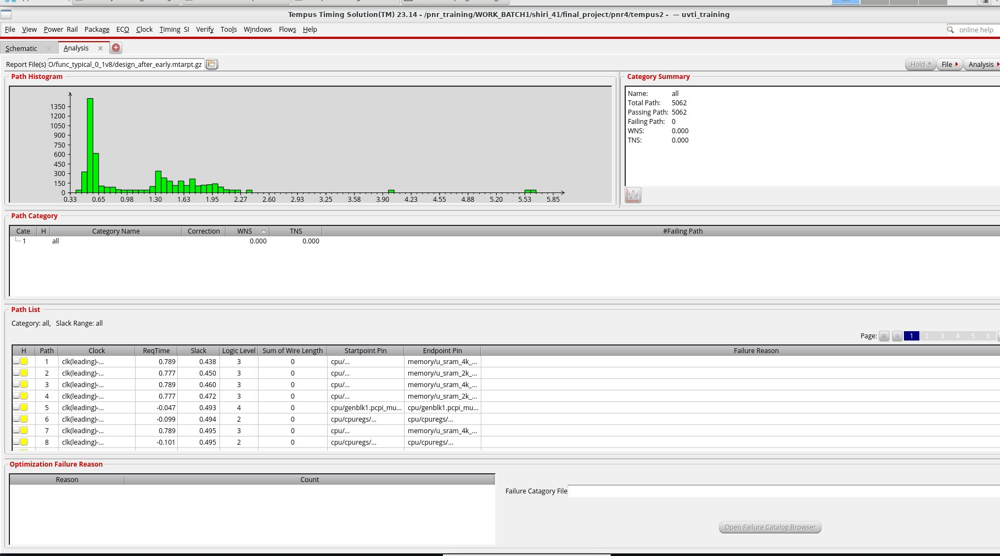 Tempus Timing Solution(TM) 23.14 - /pnr_training/WORK_BATCH1/shiri_41/final_project/pnr4/tempus2 - — uvti_training
File View Power Rail Package ECO Clock Timing SI Verify Tools Windows Flows Help
online help
Schematic Analysis
Report File(s) O/func_typical_0_1v8/design_after_early.mtarpt.gz
Hold File Analysis
Path Histogram
1350
1200
1050
900
750
600
450
300
150
0
0.33 0.65 0.98 1.30 1.63 1.95 2.27 2.60 2.93 3.25 3.58 3.90 4.23 4.55 4.88 5.20 5.53 5.85
Category Summary
Name: all
Total Path: 5062
Passing Path: 5062
Failing Path: 0
WNS: 0.000
TNS: 0.000
Path Category
Cate H Category Name Correction WNS TNS #Failing Path
1 all 0.000 0.000
Path List
Category: all, Slack Range: all
Page: 1 2 3 4 5 6
H Path Clock ReqTime Slack Logic Level Sum of Wire Length Startpoint Pin Endpoint Pin Failure Reason
1 clk(leading)-... 0.789 0.438 3 0 cpu/... memory/u_sram_4k_...
2 clk(leading)-... 0.777 0.450 3 0 cpu/... memory/u_sram_2k_...
3 clk(leading)-... 0.789 0.460 3 0 cpu/... memory/u_sram_4k_...
4 clk(leading)-... 0.777 0.472 3 0 cpu/... memory/u_sram_2k_...
5 clk(leading)-... -0.047 0.493 4 0 cpu/genblk1.pcpi_mu... cpu/genblk1.pcpi_mu...
6 clk(leading)-... -0.099 0.494 2 0 cpu/cpuregs/... cpu/cpuregs/...
7 clk(leading)-... 0.789 0.495 3 0 cpu/... memory/u_sram_4k_...
8 clk(leading)-... -0.101 0.495 2 0 cpu/cpuregs/... cpu/cpuregs/...
Optimization Failure Reason
Reason Count
Failure Catagory File
Open Failure Catalog Browser